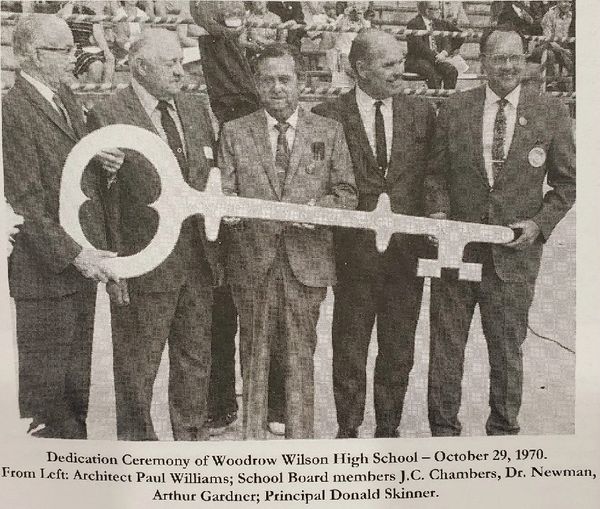 Dedication Ceremony of Woodrow Wilson High School – October 29, 1970.
From Left: Architect Paul Williams; School Board members J.C. Chambers, Dr. Newman,
Arthur Gardner; Principal Donald Skinner.